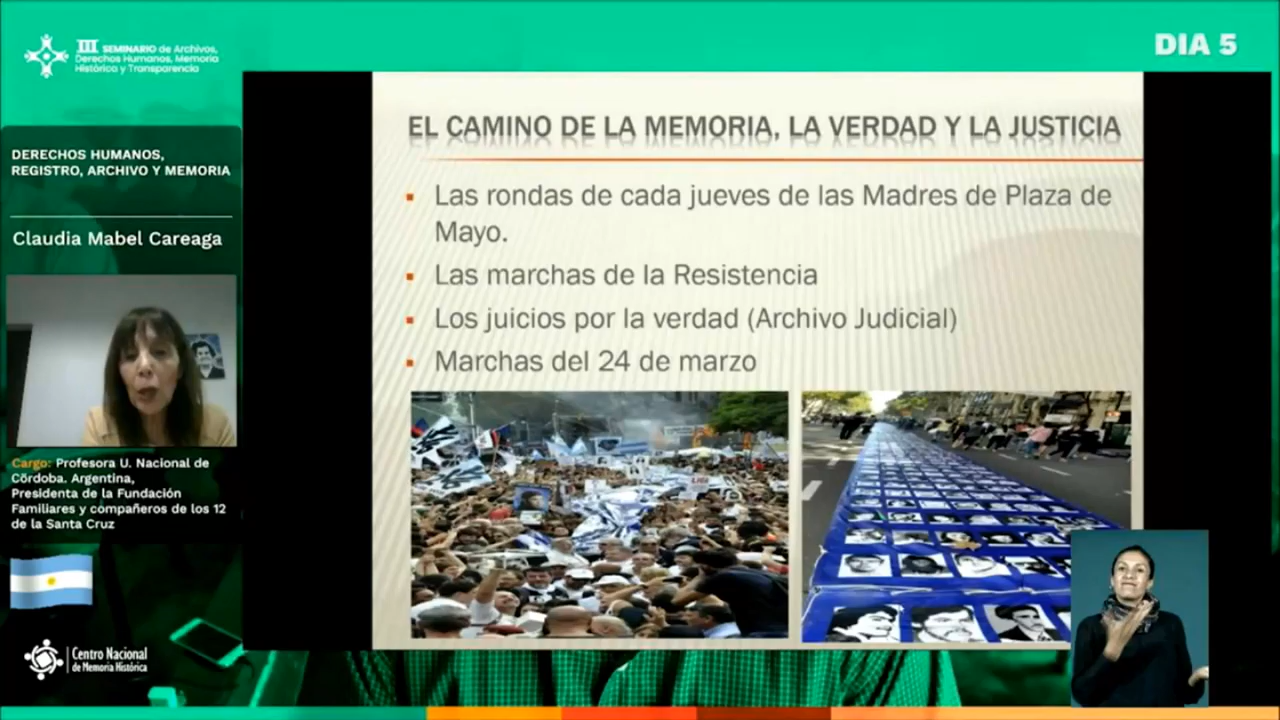 III SEMINARIO de Archivos,
Derechos Humanos, Memoria
Histórica y Transparencia
DIA 5
DERECHOS HUMANOS,
REGISTRO, ARCHIVO Y MEMORIA
Claudia Mabel Careaga
Cargo: Profesora U. Nacional de
Córdoba. Argentina,
Presidenta de la Fundación
Familiares y compañeros de los 12
de la Santa Cruz
Centro Nacional
de Memoria Histórica
EL CAMINO DE LA MEMORIA, LA VERDAD Y LA JUSTICIA
▪ Las rondas de cada jueves de las Madres de Plaza de
Mayo.
▪ Las marchas de la Resistencia
▪ Los juicios por la verdad (Archivo Judicial)
▪ Marchas del 24 de marzo